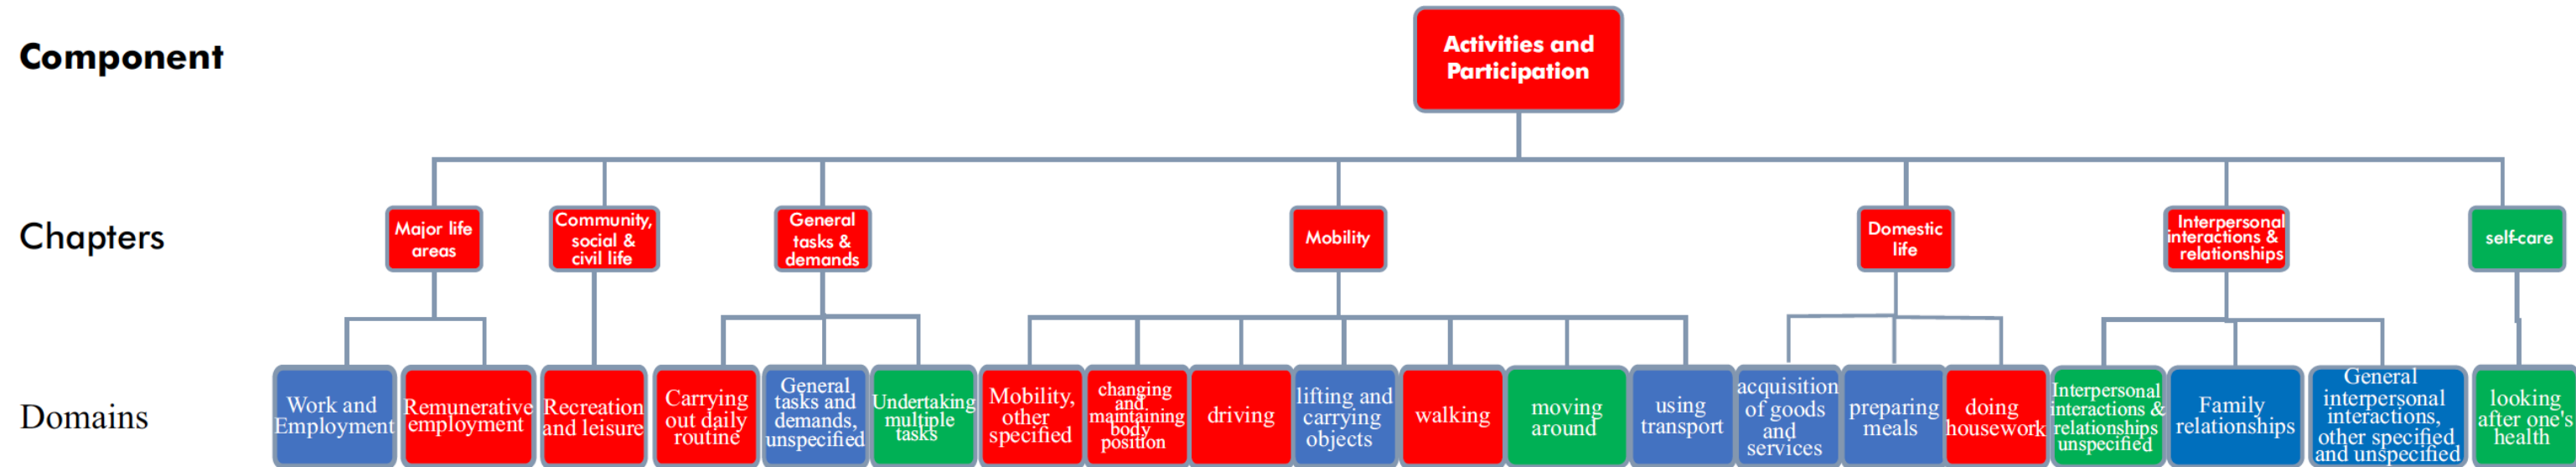 Component
Activities and
Participation
Chapters
Major life
areas
Community,
social &
civil life
General
tasks &
demands
Mobility
Domestic
life
Interpersonal
interactions &
relationships
self-care
Domains
Work and
Employment
Remunerative
employment
Recreation
and leisure
Carrying
out daily
routine
General
tasks and
demands,
unspecified
Undertaking
multiple
tasks
Mobility,
other
specified
changing
and
maintaining
body
position
driving
lifting and
carrying
objects
walking
moving
around
using
transport
acquisition
of goods
and
services
preparing
meals
doing
housework
Interpersonal
interactions &
relationships
unspecified
Family
relationships
General
interpersonal
interactions,
other specified
and unspecified
looking
after one's
health